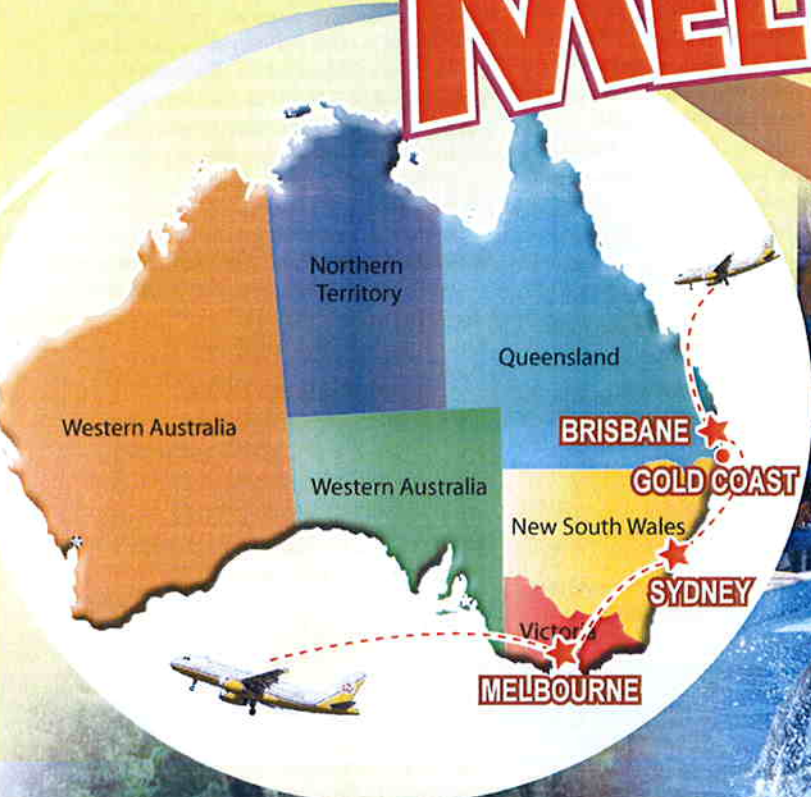 MEL
Northern
Territory
Queensland
Western Australia
BRISBANE
Western Australia
GOLD COAST
New South Wales
SYDNEY
Victoria
MELBOURNE